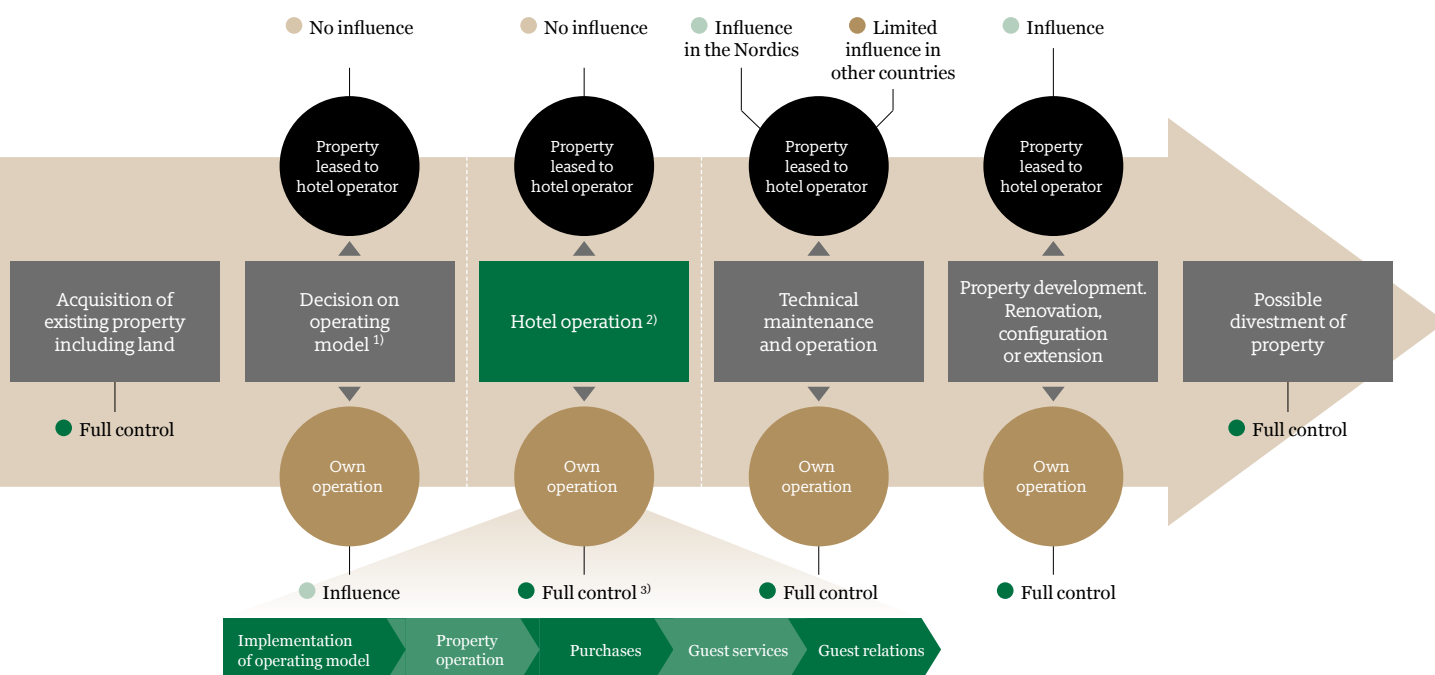 No influence
No influence
Influence
in the Nordics
Limited
influence in
other countries
Influence
Property
leased to
hotel operator
Property
leased to
hotel operator
Property
leased to
hotel operator
Property
leased to
hotel operator
Acquisition of
existing property
including land
Decision on
operating
model 1)
Hotel operation 2)
Technical
maintenance
and operation
Property development.
Renovation,
configuration
or extension
Possible
divestment of
property
Full control
Full control
Own
operation
Own
operation
Own
operation
Own
operation
Influence
Full control 3)
Full control
Full control
Implementation
of operating model
Property
operation
Purchases
Guest services
Guest relations